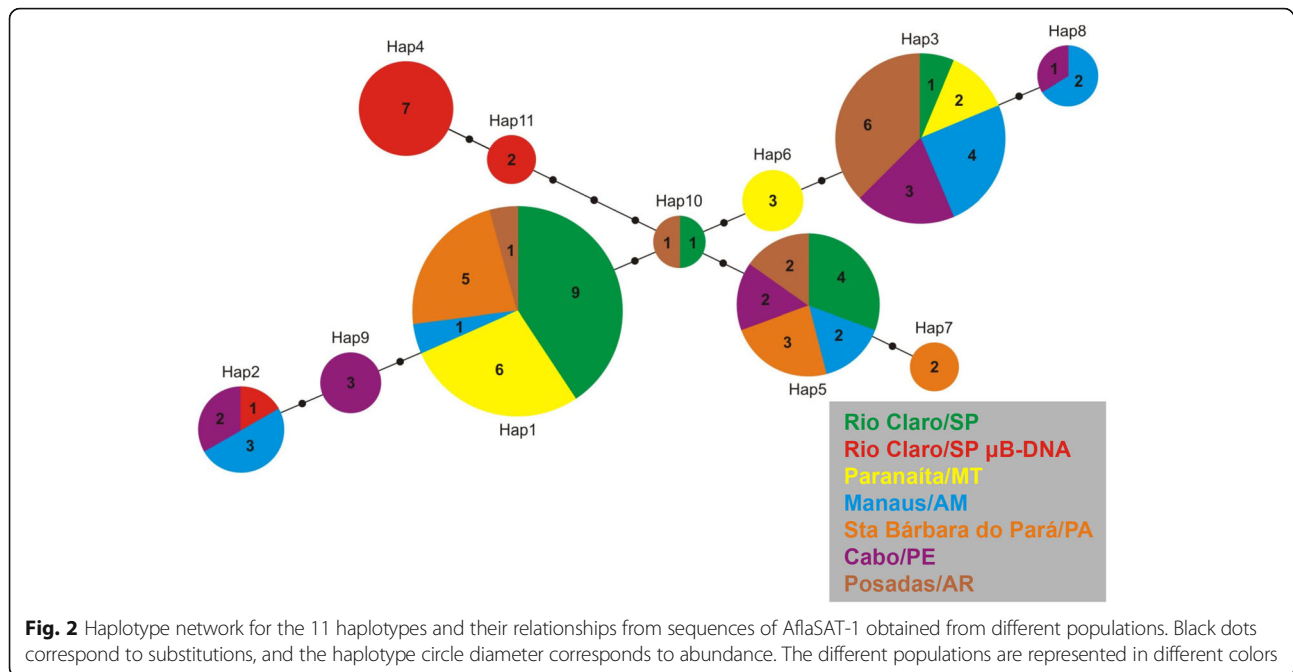 Hap4
7
Hap11
2
Hap10
1 1
Hap6
3
Hap3
1
2
6
4
3
Hap8
1
2
1
5
9
1
6
Hap1
Hap9
3
Hap2
2 1
3
2
4
2
3
2
Hap5
Hap7
2
Rio Claro/SP
Rio Claro/SP µB-DNA
Paranaíta/MT
Manaus/AM
Sta Bárbara do Pará/PA
Cabo/PE
Posadas/AR
Fig. 2 Haplotype network for the 11 haplotypes and their relationships from sequences of AflaSAT-1 obtained from different populations. Black dots
correspond to substitutions, and the haplotype circle diameter corresponds to abundance. The different populations are represented in different colors